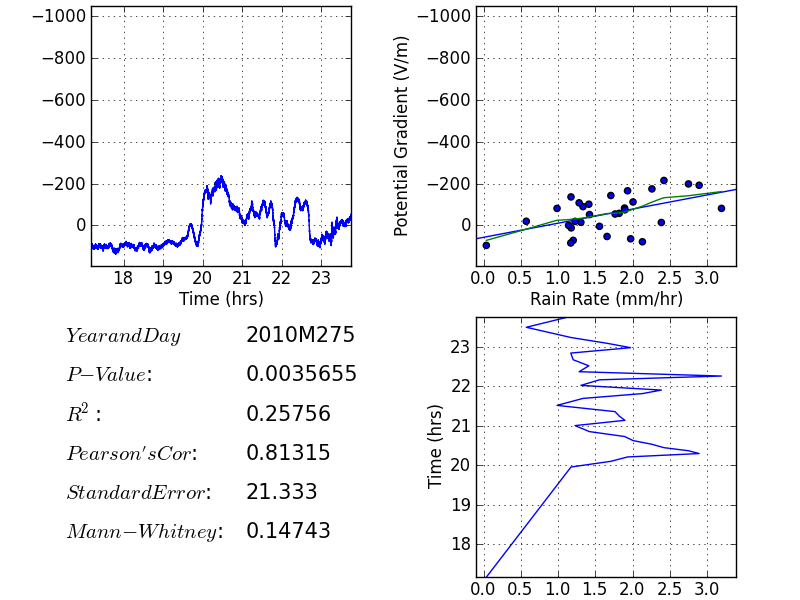 −1000
−800
−600
−400
−200
0
18 19 20 21 22 23
Time (hrs)
Potential Gradient (V/m)
−1000
−800
−600
−400
−200
0
0.0 0.5 1.0 1.5 2.0 2.5 3.0
Rain Rate (mm/hr)
YearandDay 2010M275
P−Value: 0.0035655
R²: 0.25756
Pearson'sCor: 0.81315
StandardError: 21.333
Mann−Whitney: 0.14743
Time (hrs)
23
22
21
20
19
18
0.0 0.5 1.0 1.5 2.0 2.5 3.0